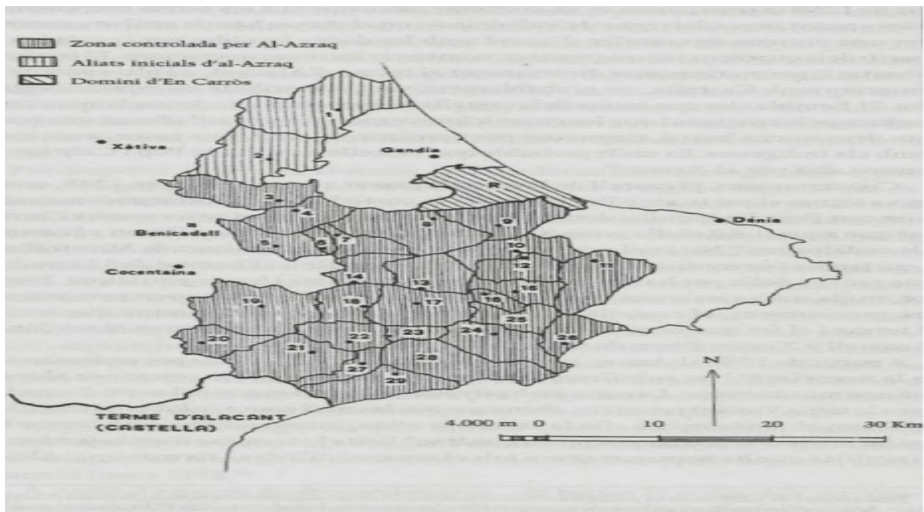 Zona controlada per Al-Azraq
Aliats inicials d'al-Azraq
Domini d'En Carròs
1
Xàtiva
2
Gandia
R
3
4
Dénia
8
9
Benicadell
5
6
7
10
Cocentaina
12
11
14
13
15
16
19
18
17
25
20
22
23
24
26
21
28
27
29
N
TERME D'ALACANT
(CASTELLA)
4.000 m 0 10 20 30 Km